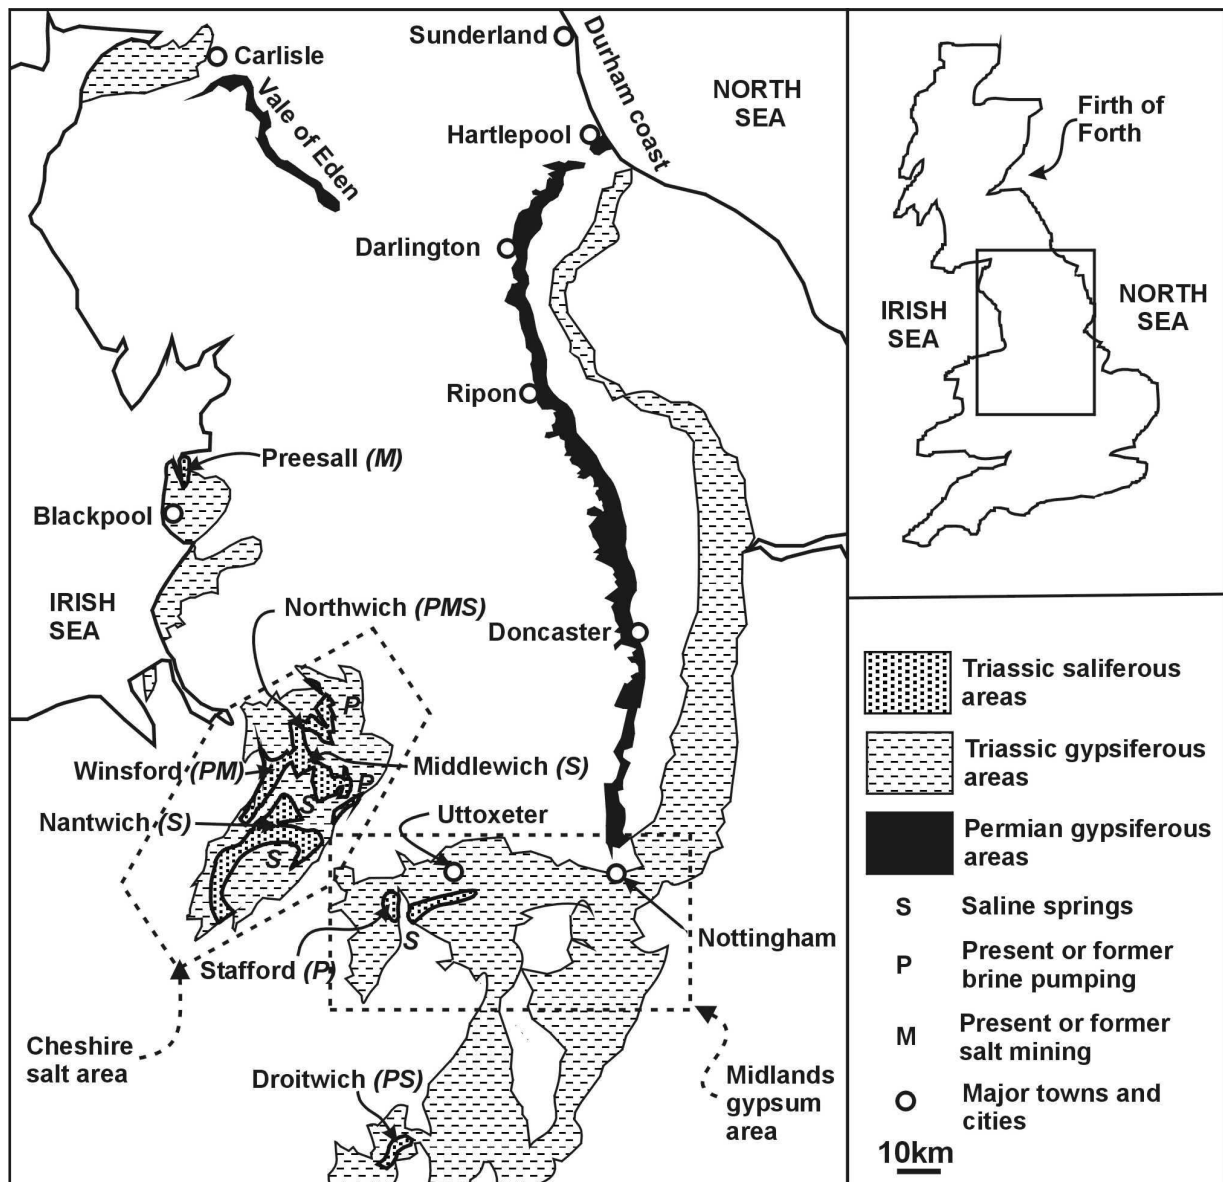 Carlisle
Sunderland
Durham coast
NORTH
SEA
Vale of Eden
Hartlepool
Darlington
Ripon
Preesall (M)
Blackpool
IRISH
SEA
Northwich (PMS)
Doncaster
P
Winsford (PM)
Middlewich (S)
P
S
Nantwich (S)
Uttoxeter
S
Nottingham
S
Stafford (P)
Cheshire
salt area
Droitwich (PS)
Midlands
gypsum
area
Firth of
Forth
IRISH
SEA
NORTH
SEA
Triassic saliferous
areas
Triassic gypsiferous
areas
Permian gypsiferous
areas
S Saline springs
P Present or former
brine pumping
M Present or former
salt mining
Major towns and
cities
10km